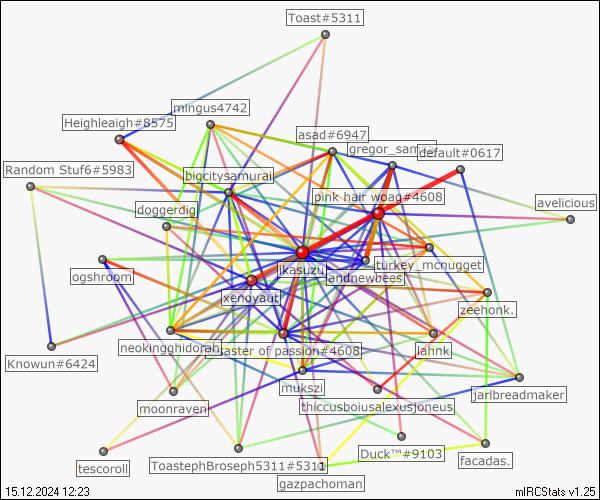 Toast#5311
mingus4742
Heighleaigh#8575
asad#6947
default#0617
Random Stuf6#5983
bigcitysamurai
pink hair woag#4608
avelicious
doggerdig
turkey_mcnugget
ikasuzu
ogshroom
andnewbees
xenoyaut
zeehonk.
neokingghidorah
master of passion#4608
lahnk
Knowun#6424
mukszi
jarlbreadmaker
moonraven
thiccusboiusalexusjoneus
Duck™#9103
facadas.
tescoroll
ToastephBroseph5311#5311
gazpachoman
15.12.2024 12:23
mIRCStats v1.25